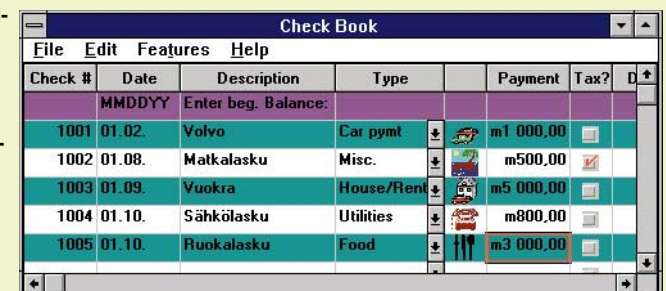 Check Book
File Edit Features Help
Check # Date Description Type Payment Tax? D
MMDDYY Enter beg. Balance:
1001 01.02. Volvo Car pymt m1 000,00
1002 01.08. Matkalasku Misc. m500,00
1003 01.09. Vuokra House/Rent m5 000,00
1004 01.10. Sähkölasku Utilities m800,00
1005 01.10. Ruokalasku Food m3 000,00